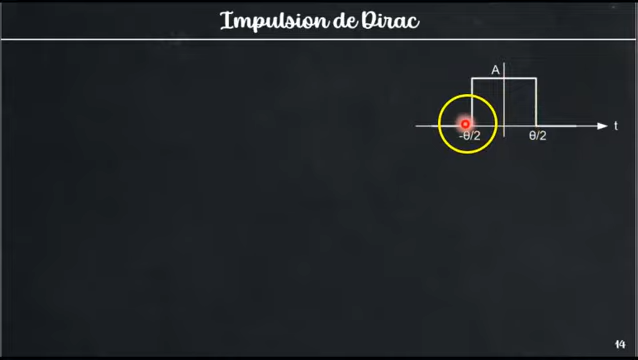 Impulsion de Dirac
A
t
-θ/2
θ/2
14